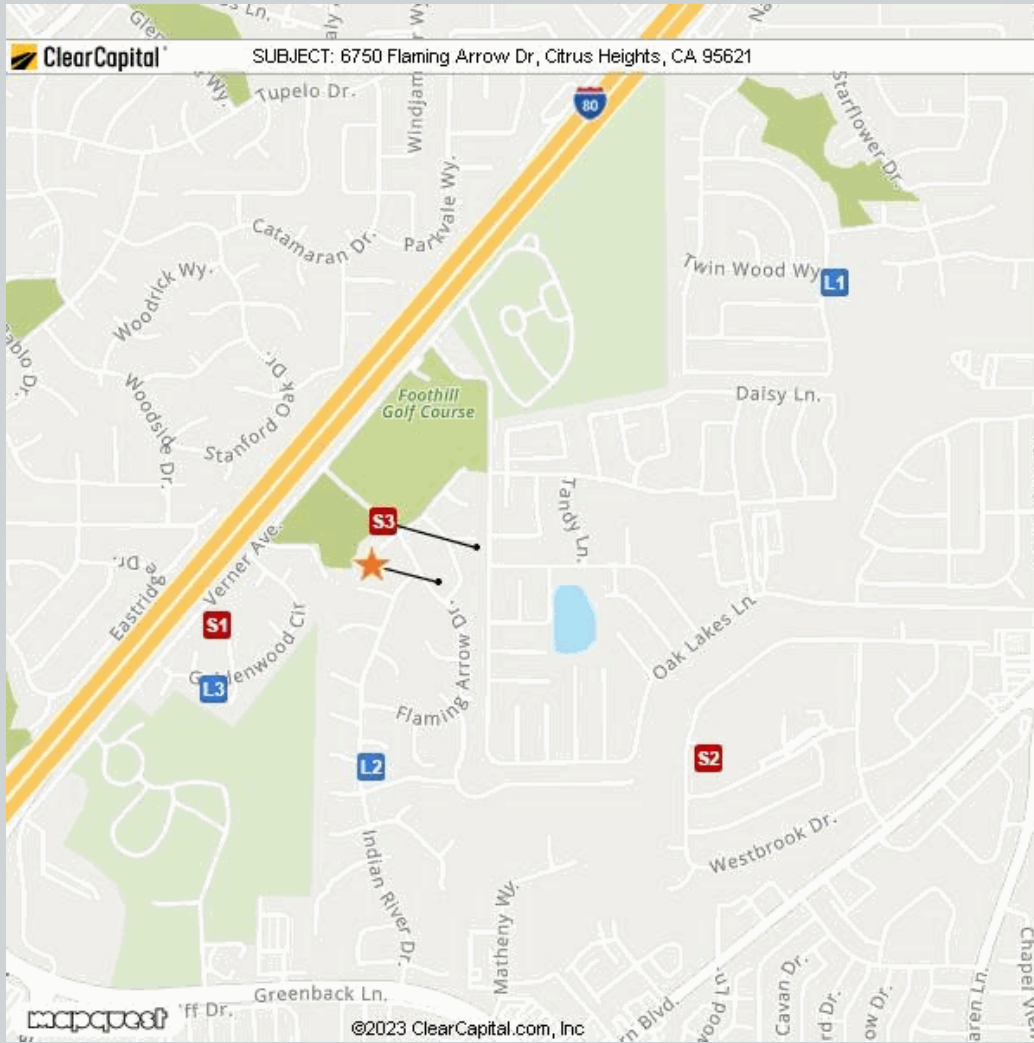 ClearCapital
SUBJECT: 6750 Flaming Arrow Dr, Citrus Heights, CA 95621
Tupelo Dr.
80
Starflower Dr.
Parkvale Wy.
Catamaran Dr.
Twin Wood Wy.
L1
Woodrick Wy.
Foothill
Golf Course
Daisy Ln.
Woodside Dr.
Stanford Oak Dr.
Tandy Ln.
S3
Verner Ave.
Eastridge Dr.
S1
Goldenwood Cir
L3
Oak Lakes Ln.
Flaming Arrow Dr.
L2
S2
Westbrook Dr.
Indian River Dr.
Matheny Wy.
Greenback Ln.
Cavan Dr.
mapquest
©2023 ClearCapital.com, Inc